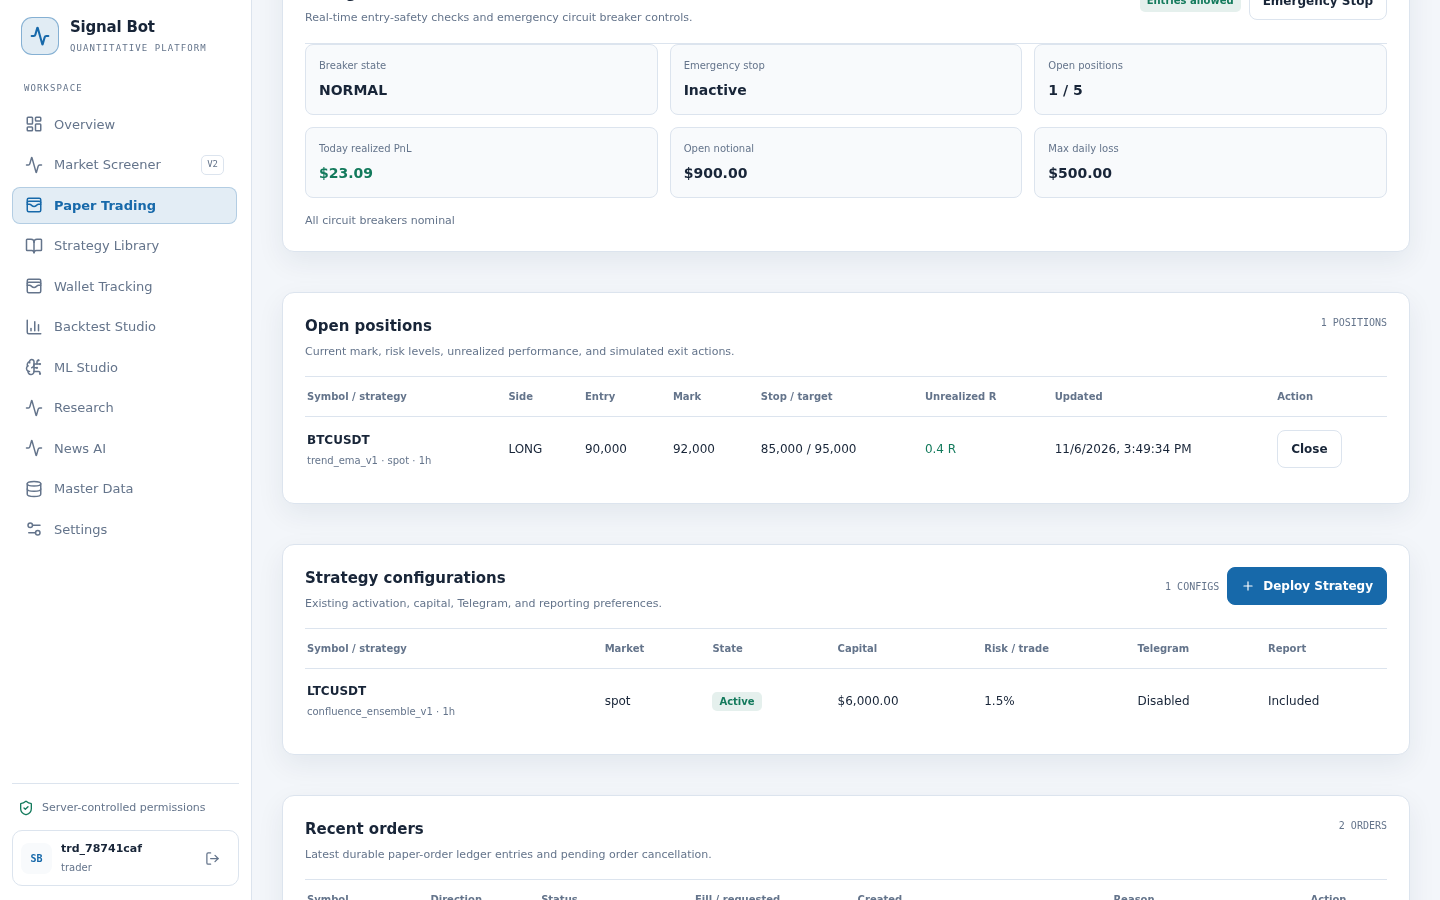 Signal Bot
QUANTITATIVE PLATFORM
WORKSPACE
Overview
Market Screener V2
Paper Trading
Strategy Library
Wallet Tracking
Backtest Studio
ML Studio
Research
News AI
Master Data
Settings
Server-controlled permissions
SB trd_78741caf
trader
Real-time entry-safety checks and emergency circuit breaker controls.
Entries allowed Emergency Stop
Breaker state
NORMAL
Emergency stop
Inactive
Open positions
1 / 5
Today realized PnL
$23.09
Open notional
$900.00
Max daily loss
$500.00
All circuit breakers nominal
Open positions
1 POSITIONS
Current mark, risk levels, unrealized performance, and simulated exit actions.
Symbol / strategy Side Entry Mark Stop / target Unrealized R Updated Action
BTCUSDT LONG 90,000 92,000 85,000 / 95,000 0.4 R 11/6/2026, 3:49:34 PM Close
trend_ema_v1 · spot · 1h
Strategy configurations
1 CONFIGS + Deploy Strategy
Existing activation, capital, Telegram, and reporting preferences.
Symbol / strategy Market State Capital Risk / trade Telegram Report
LTCUSDT spot Active $6,000.00 1.5% Disabled Included
confluence_ensemble_v1 · 1h
Recent orders
2 ORDERS
Latest durable paper-order ledger entries and pending order cancellation.
Symbol Direction Status Fill / requested Created Reason Action